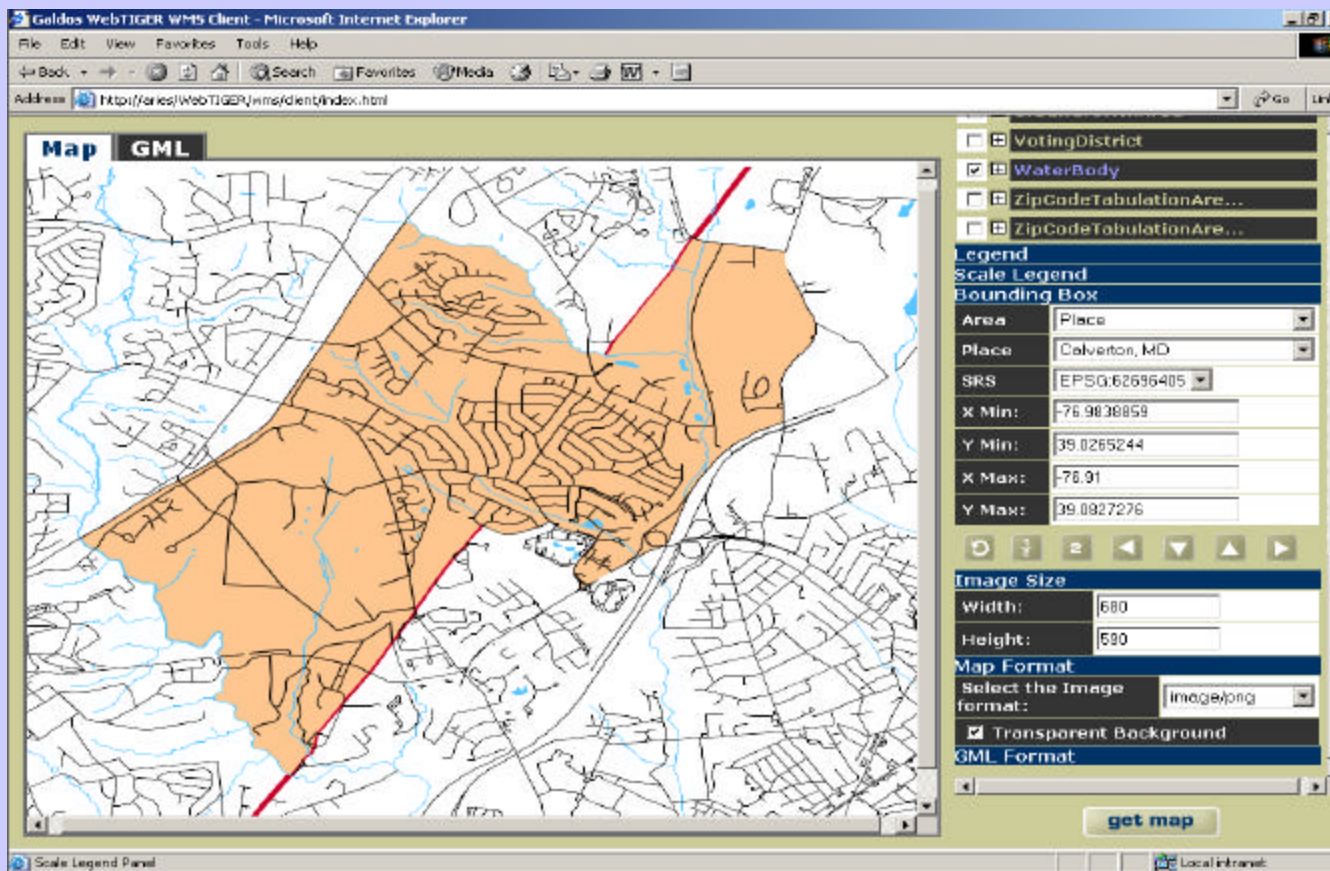 Galdos WebTIGER WMS Client - Microsoft Internet Explorer
File Edit View Favorites Tools Help
Back Search Favorites Media
Address http://aries/WebTIGER/wms/client/index.html Go
Map GML
VotingDistrict
WaterBody
ZipCodeTabulationAre...
ZipCodeTabulationAre...
Legend
Scale Legend
Bounding Box
Area Place
Place Calverton, MD
SRS EPSG:62696405
X Min: -76.9838859
Y Min: 39.0265244
X Max: -76.91
Y Max: 39.0827276
2
Image Size
Width: 680
Height: 590
Map Format
Select the Image format: image/png
Transparent Background
GML Format
get map
Scale Legend Panel Local intranet